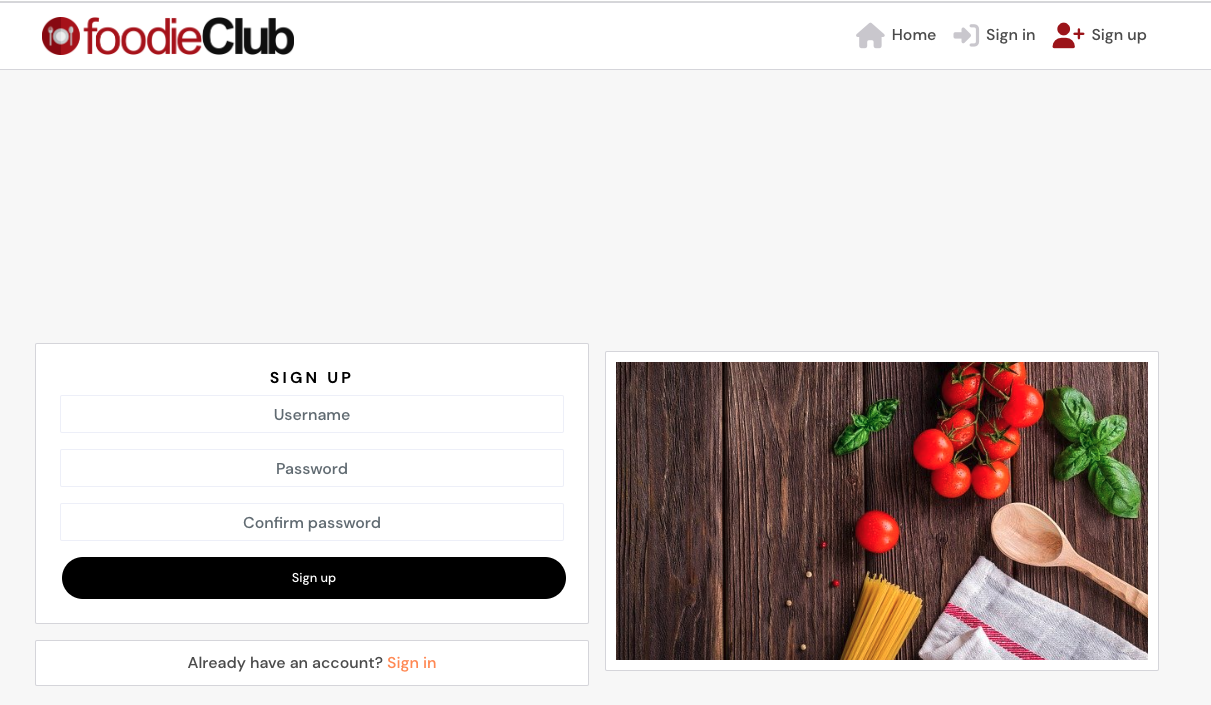 foodieClub
Home
Sign in
Sign up
SIGN UP
Username
Password
Confirm password
Sign up
Already have an account? Sign in